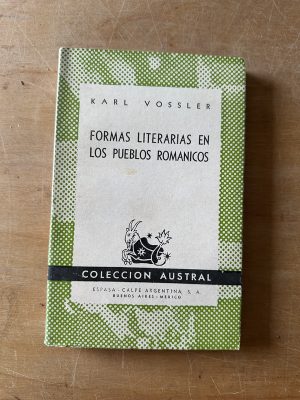 KARL VOSSLER
FORMAS LITERARIAS EN
LOS PUEBLOS ROMANICOS
COLECCION AUSTRAL
ESPASA - CALPE ARGENTINA, S. A.
BUENOS AIRES - MEXICO